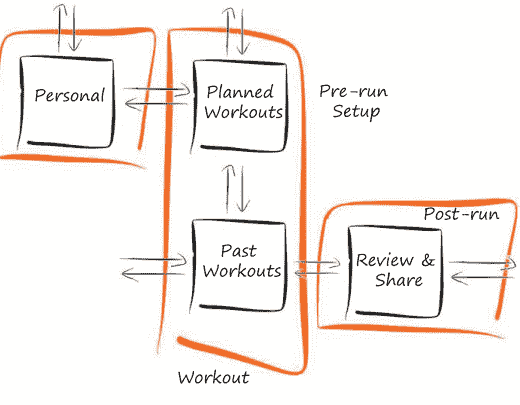 Personal
Planned
Workouts
Pre-run
Setup
Past
Workouts
Post-run
Review &
Share
Workout